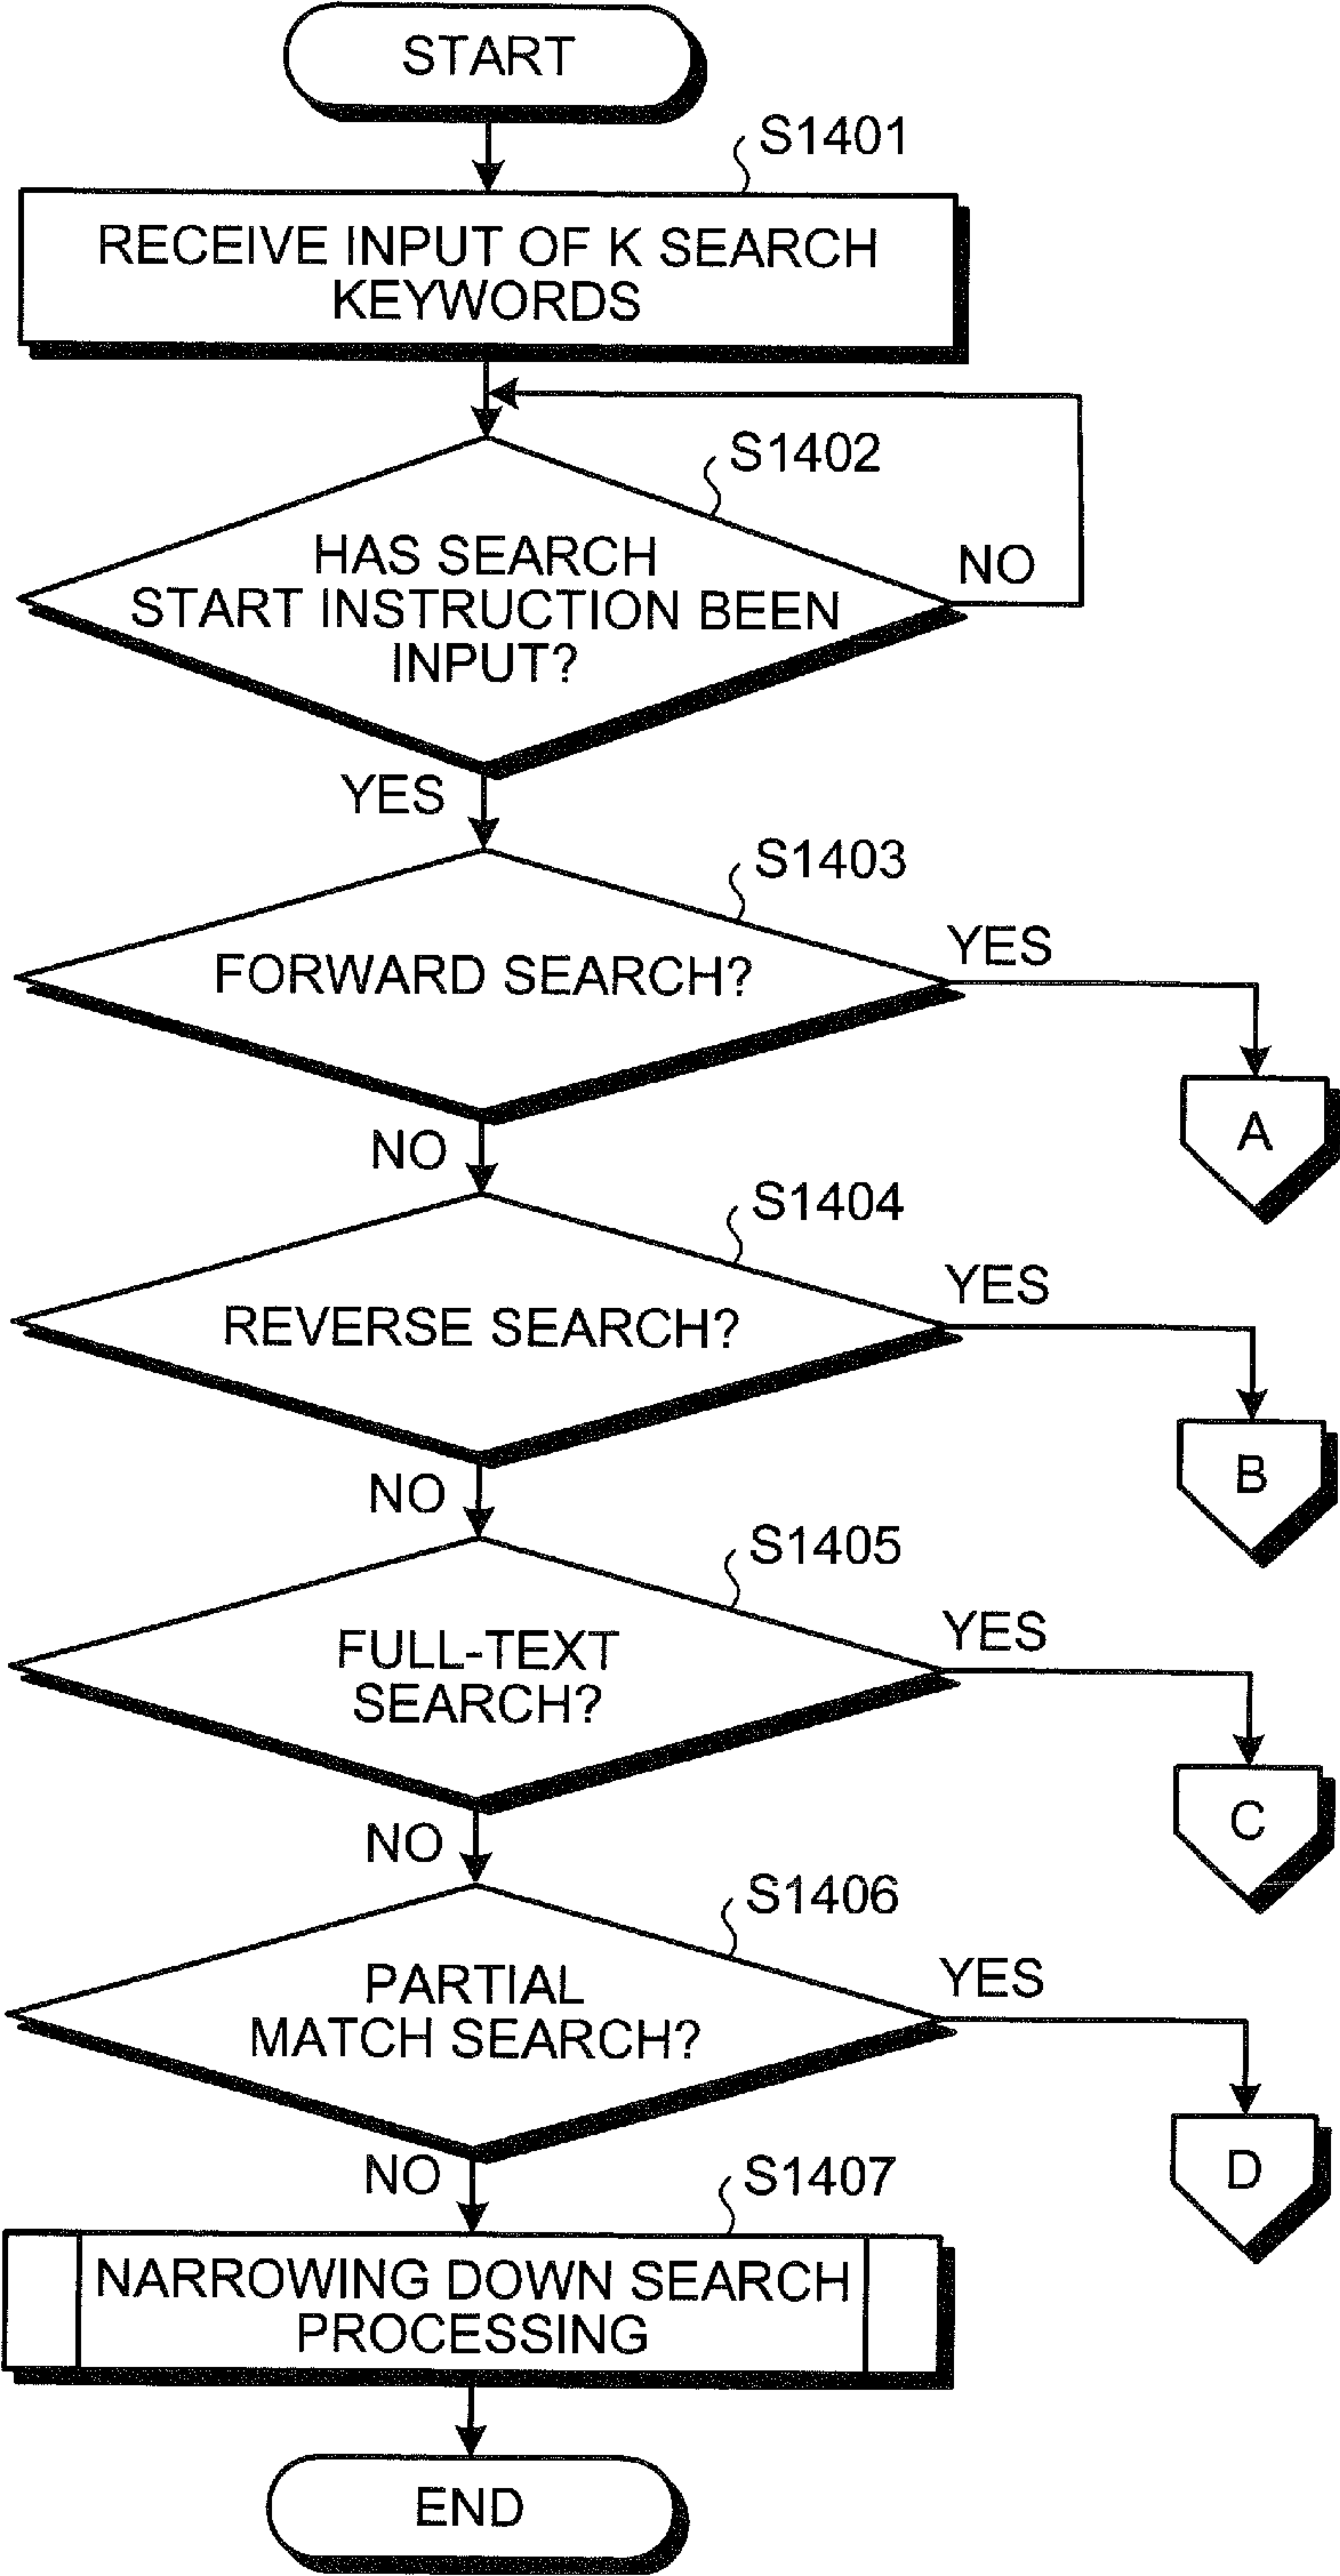 START
S1401
RECEIVE INPUT OF K SEARCH
KEYWORDS
S1402
HAS SEARCH
START INSTRUCTION BEEN
INPUT?
NO
YES
S1403
FORWARD SEARCH?
YES
A
NO
S1404
REVERSE SEARCH?
YES
B
NO
S1405
FULL-TEXT
SEARCH?
YES
C
NO
S1406
PARTIAL
MATCH SEARCH?
YES
D
NO
S1407
NARROWING DOWN SEARCH
PROCESSING
END